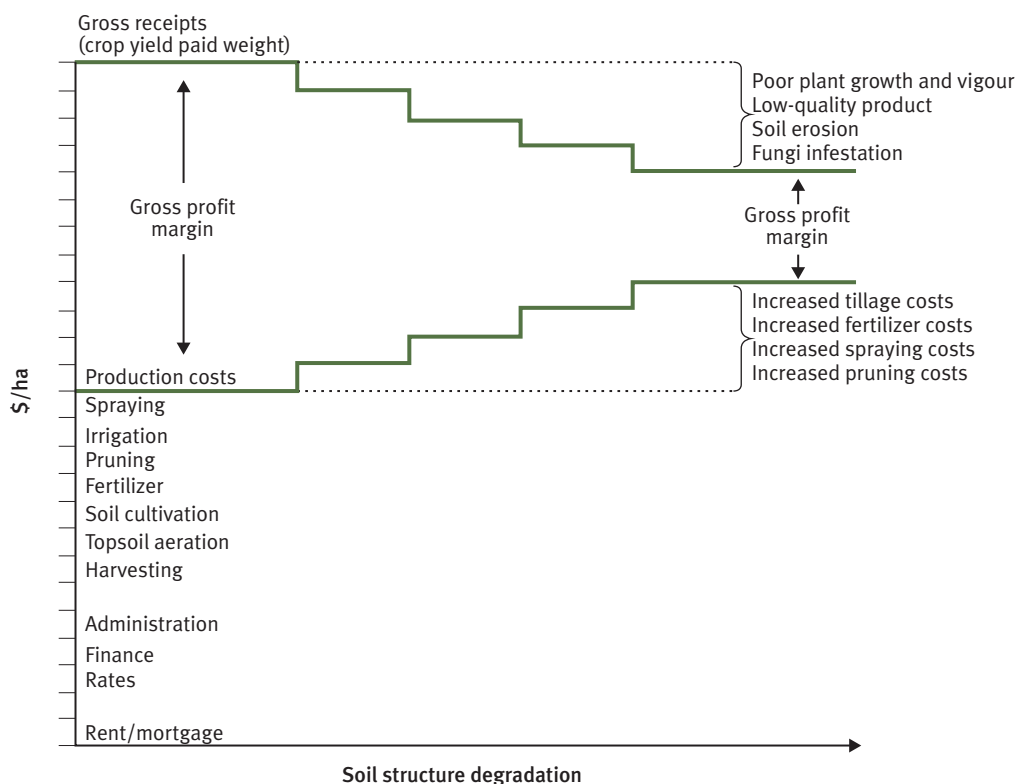 Gross receipts
(crop yield paid weight)
Poor plant growth and vigour
Low-quality product
Soil erosion
Fungi infestation
Gross profit
margin
Gross profit
margin
Increased tillage costs
Increased fertilizer costs
Increased spraying costs
Increased pruning costs
$/ha
Production costs
Spraying
Irrigation
Pruning
Fertilizer
Soil cultivation
Topsoil aeration
Harvesting
Administration
Finance
Rates
Rent/mortgage
Soil structure degradation